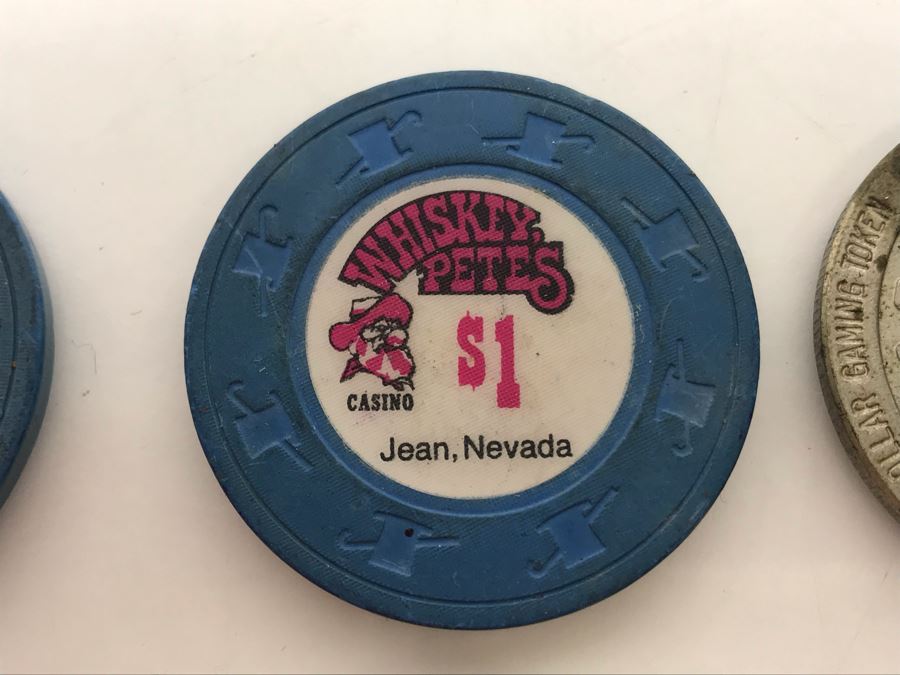 WHISKEY
PETE'S
$1
CASINO
Jean, Nevada
GAMING TOKEN